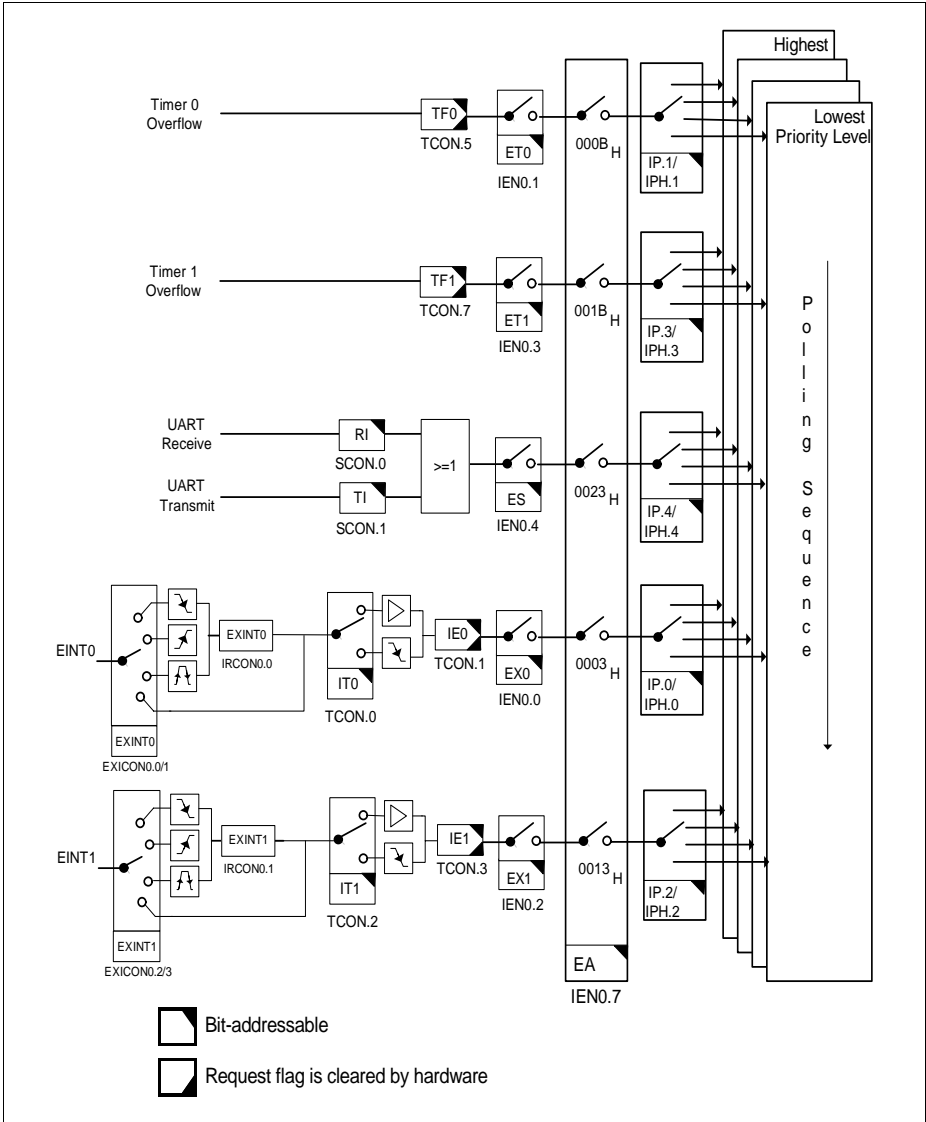 Highest
Lowest
Priority Level
Timer 0
Overflow
TF0
TCON.5
ET0
IEN0.1
000B H
IP.1/
IPH.1
Timer 1
Overflow
TF1
TCON.7
ET1
IEN0.3
001B H
IP.3/
IPH.3
UART
Receive
RI
SCON.0
UART
Transmit
TI
SCON.1
>=1
ES
IEN0.4
0023 H
IP.4/
IPH.4
EINT0
EXINT0
EXICON0.0/1
EXINT0
IRCON0.0
IT0
TCON.0
IE0
TCON.1
EX0
IEN0.0
0003 H
IP.0/
IPH.0
EINT1
EXINT1
EXICON0.2/3
EXINT1
IRCON0.1
IT1
TCON.2
IE1
TCON.3
EX1
IEN0.2
0013 H
IP.2/
IPH.2
EA
IEN0.7
Polling Sequence
Bit-addressable
Request flag is cleared by hardware